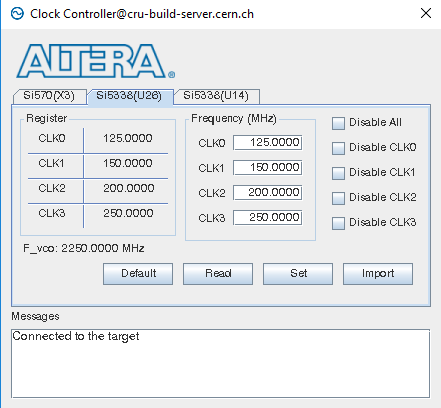 Clock Controller@cru-build-server.cern.ch
ALTERA®
Si570(X3) Si5338(U26) Si5338(U14)
Register Frequency (MHz)
Disable All
CLK0 125.0000 CLK0 125.0000 Disable CLK0
CLK1 150.0000 CLK1 150.0000 Disable CLK1
CLK2 200.0000 CLK2 200.0000 Disable CLK2
CLK3 250.0000 CLK3 250.0000 Disable CLK3
F_vco: 2250.0000 MHz
Default Read Set Import
Messages
Connected to the target